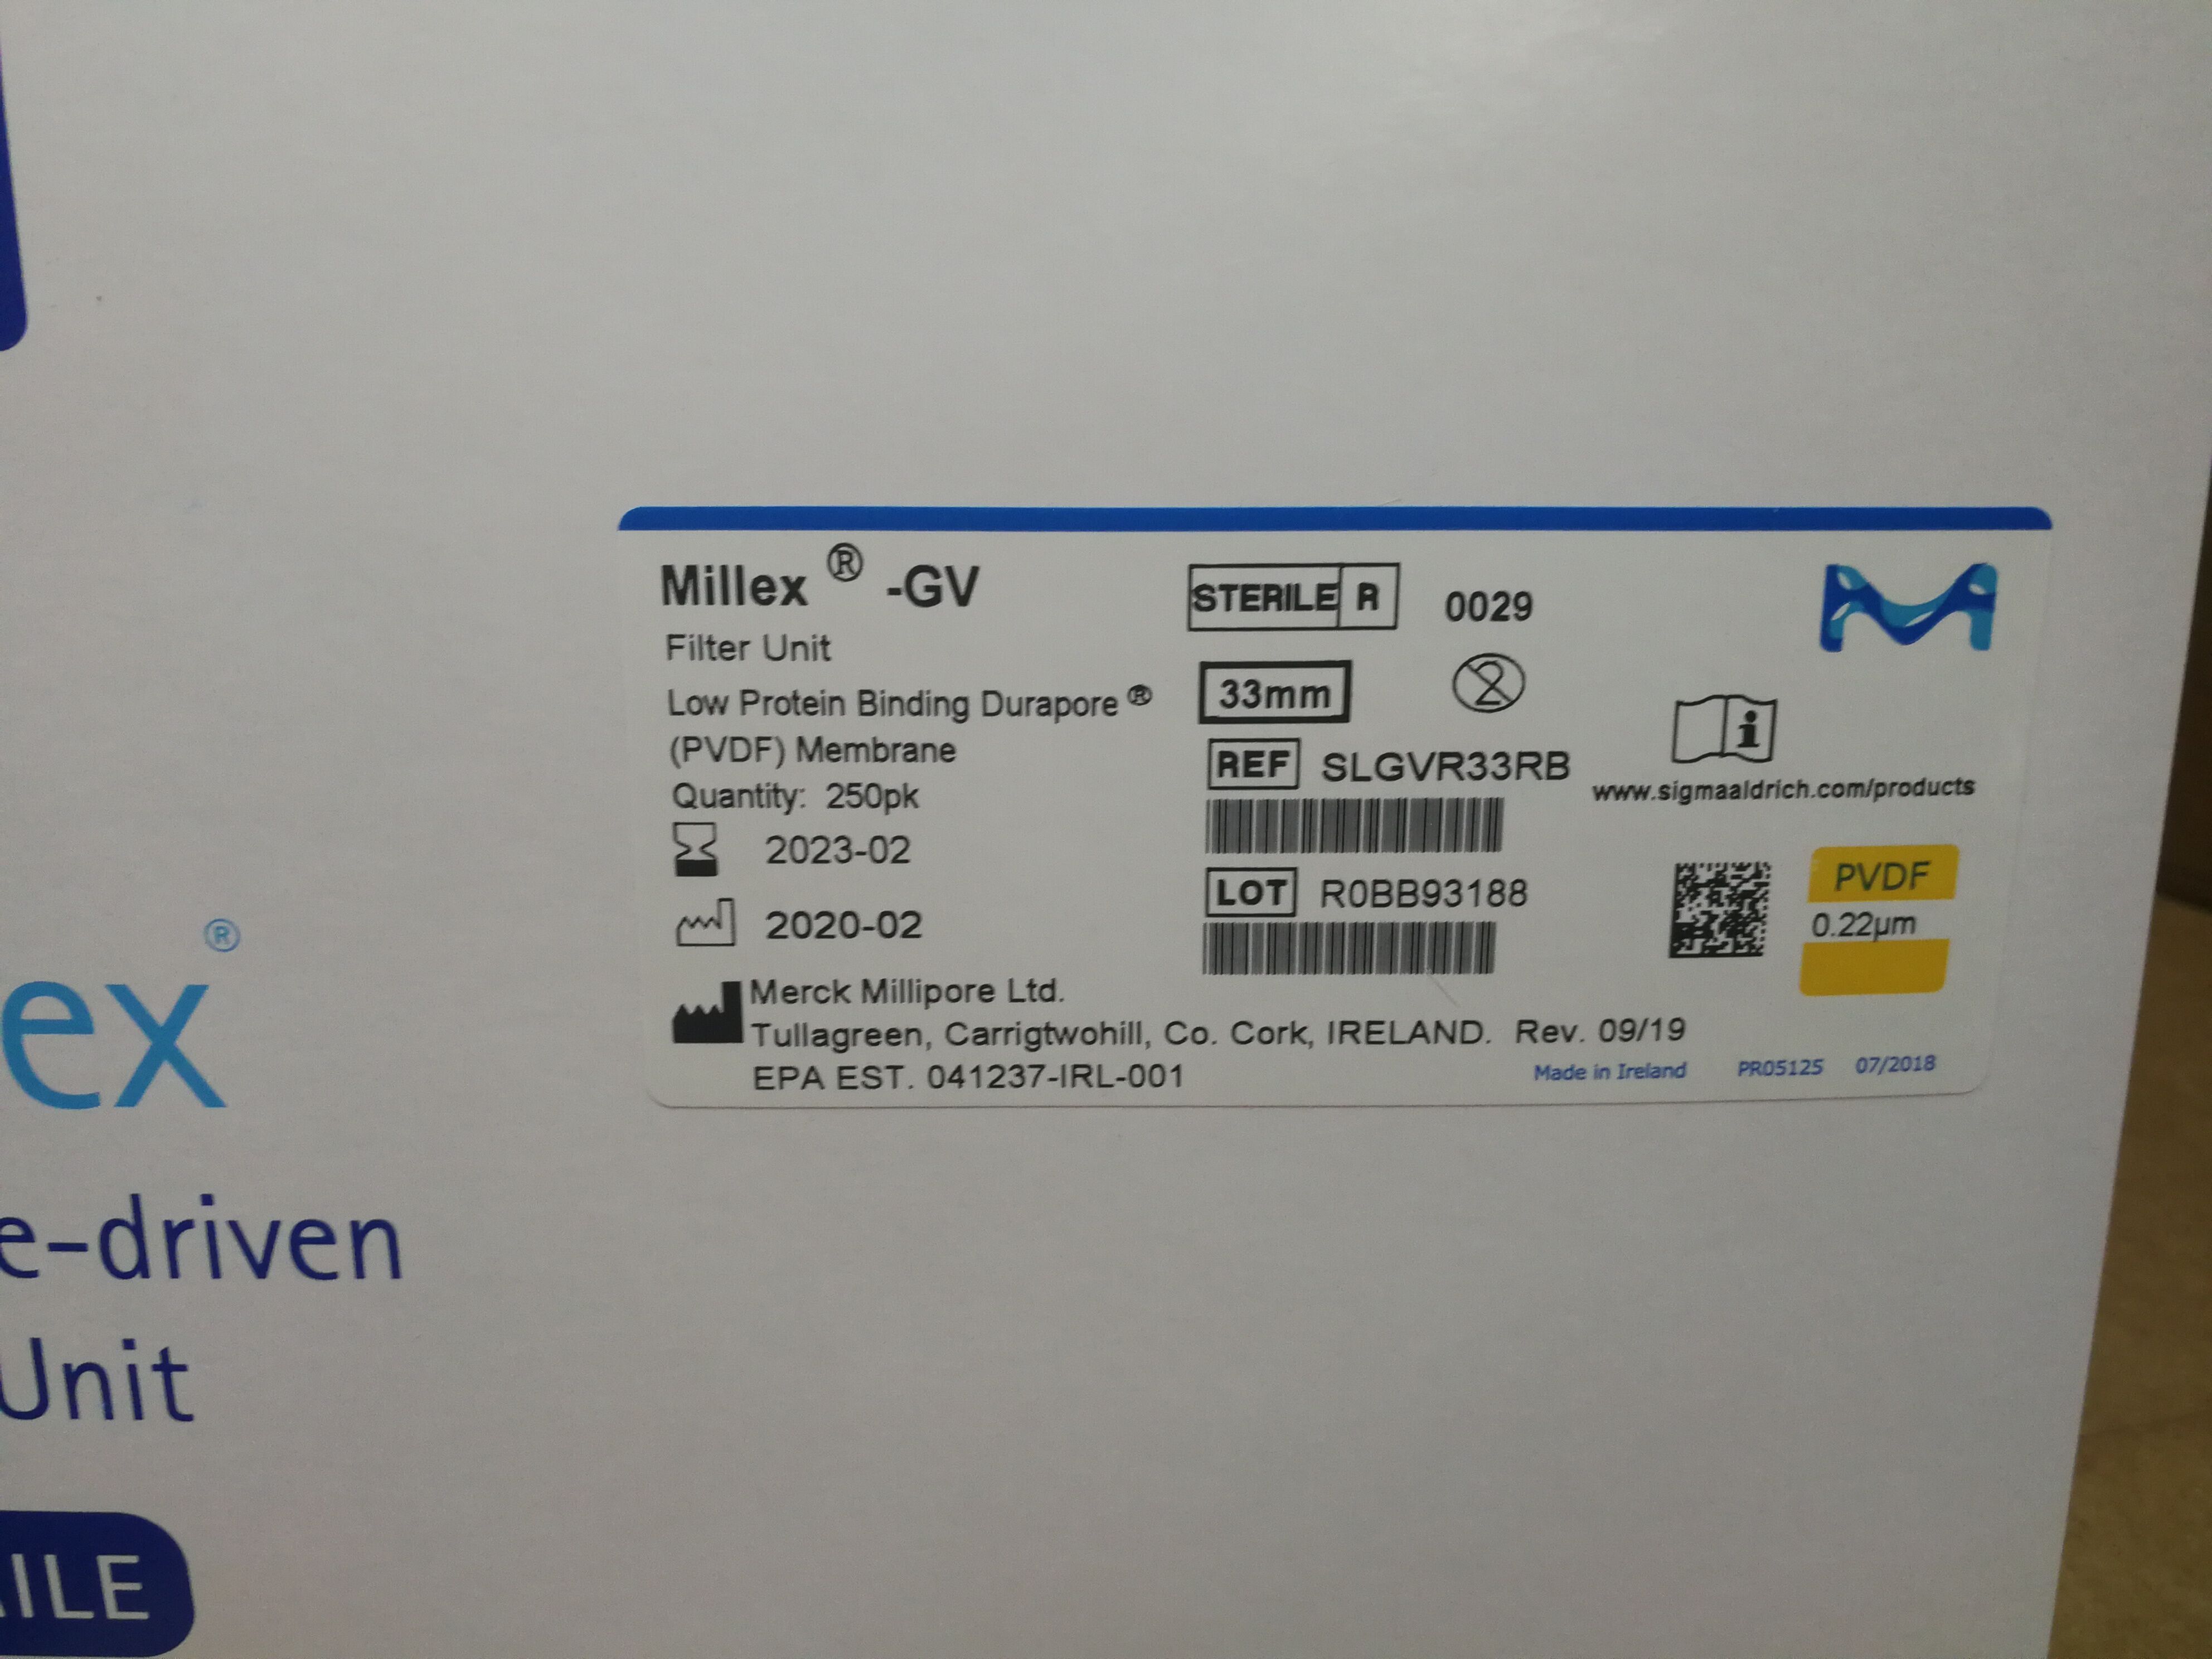 Millex ® -GV
Filter Unit
Low Protein Binding Durapore ®
(PVDF) Membrane
Quantity: 250pk
2023-02
2020-02
Merck Millipore Ltd.
Tullagreen, Carrigtwohill, Co. Cork, IRELAND. Rev. 09/19
EPA EST. 041237-IRL-001
STERILE R 0029
33mm 2
REF SLGVR33RB
LOT R0BB93188
i
www.sigmaaldrich.com/products
PVDF
0.22µm
Made in Ireland PR05125 07/2018
ex®
e-driven
Unit
ILE